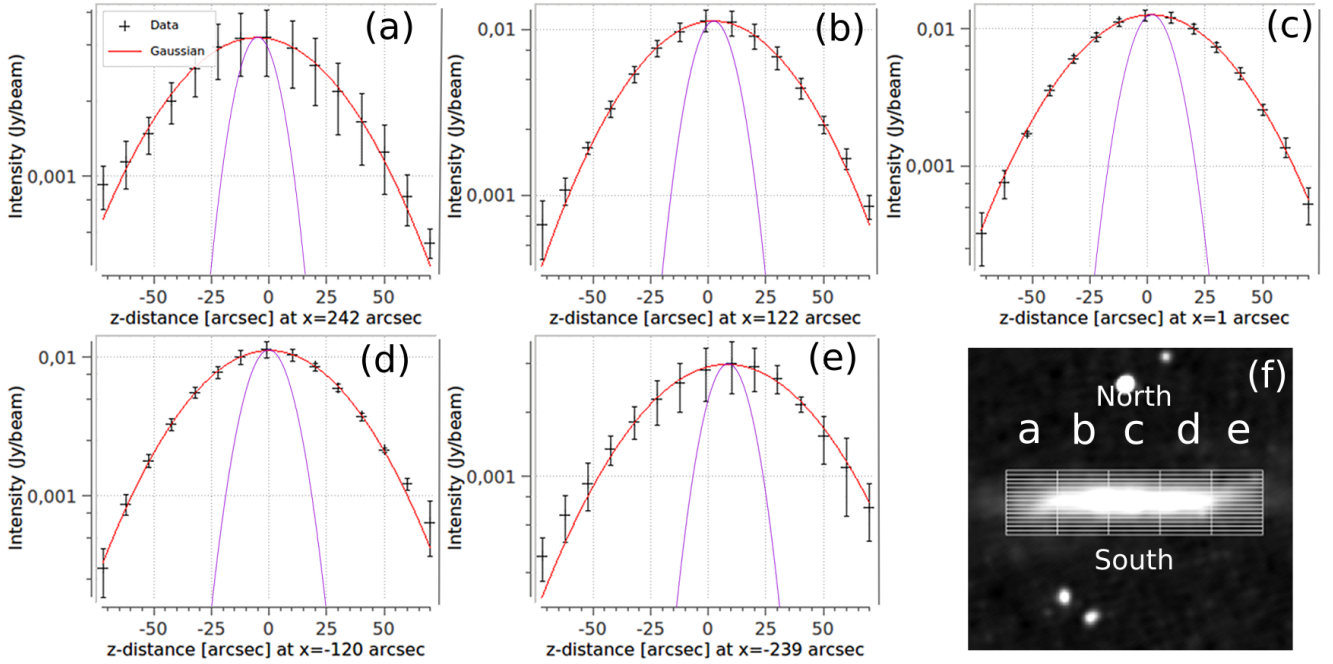 (a)
Data
Gaussian
Intensity (Jy/beam)
0,001
-50 -25 0 25 50
z-distance [arcsec] at x=242 arcsec
(b)
Intensity (Jy/beam)
0,01
0,001
-50 -25 0 25 50
z-distance [arcsec] at x=122 arcsec
(c)
Intensity (Jy/beam)
0,01
0,001
-50 -25 0 25 50
z-distance [arcsec] at x=1 arcsec
(d)
Intensity (Jy/beam)
0,01
0,001
-50 -25 0 25 50
z-distance [arcsec] at x=-120 arcsec
(e)
Intensity (Jy/beam)
0,001
-50 -25 0 25 50
z-distance [arcsec] at x=-239 arcsec
(f)
North
a b c d e
South